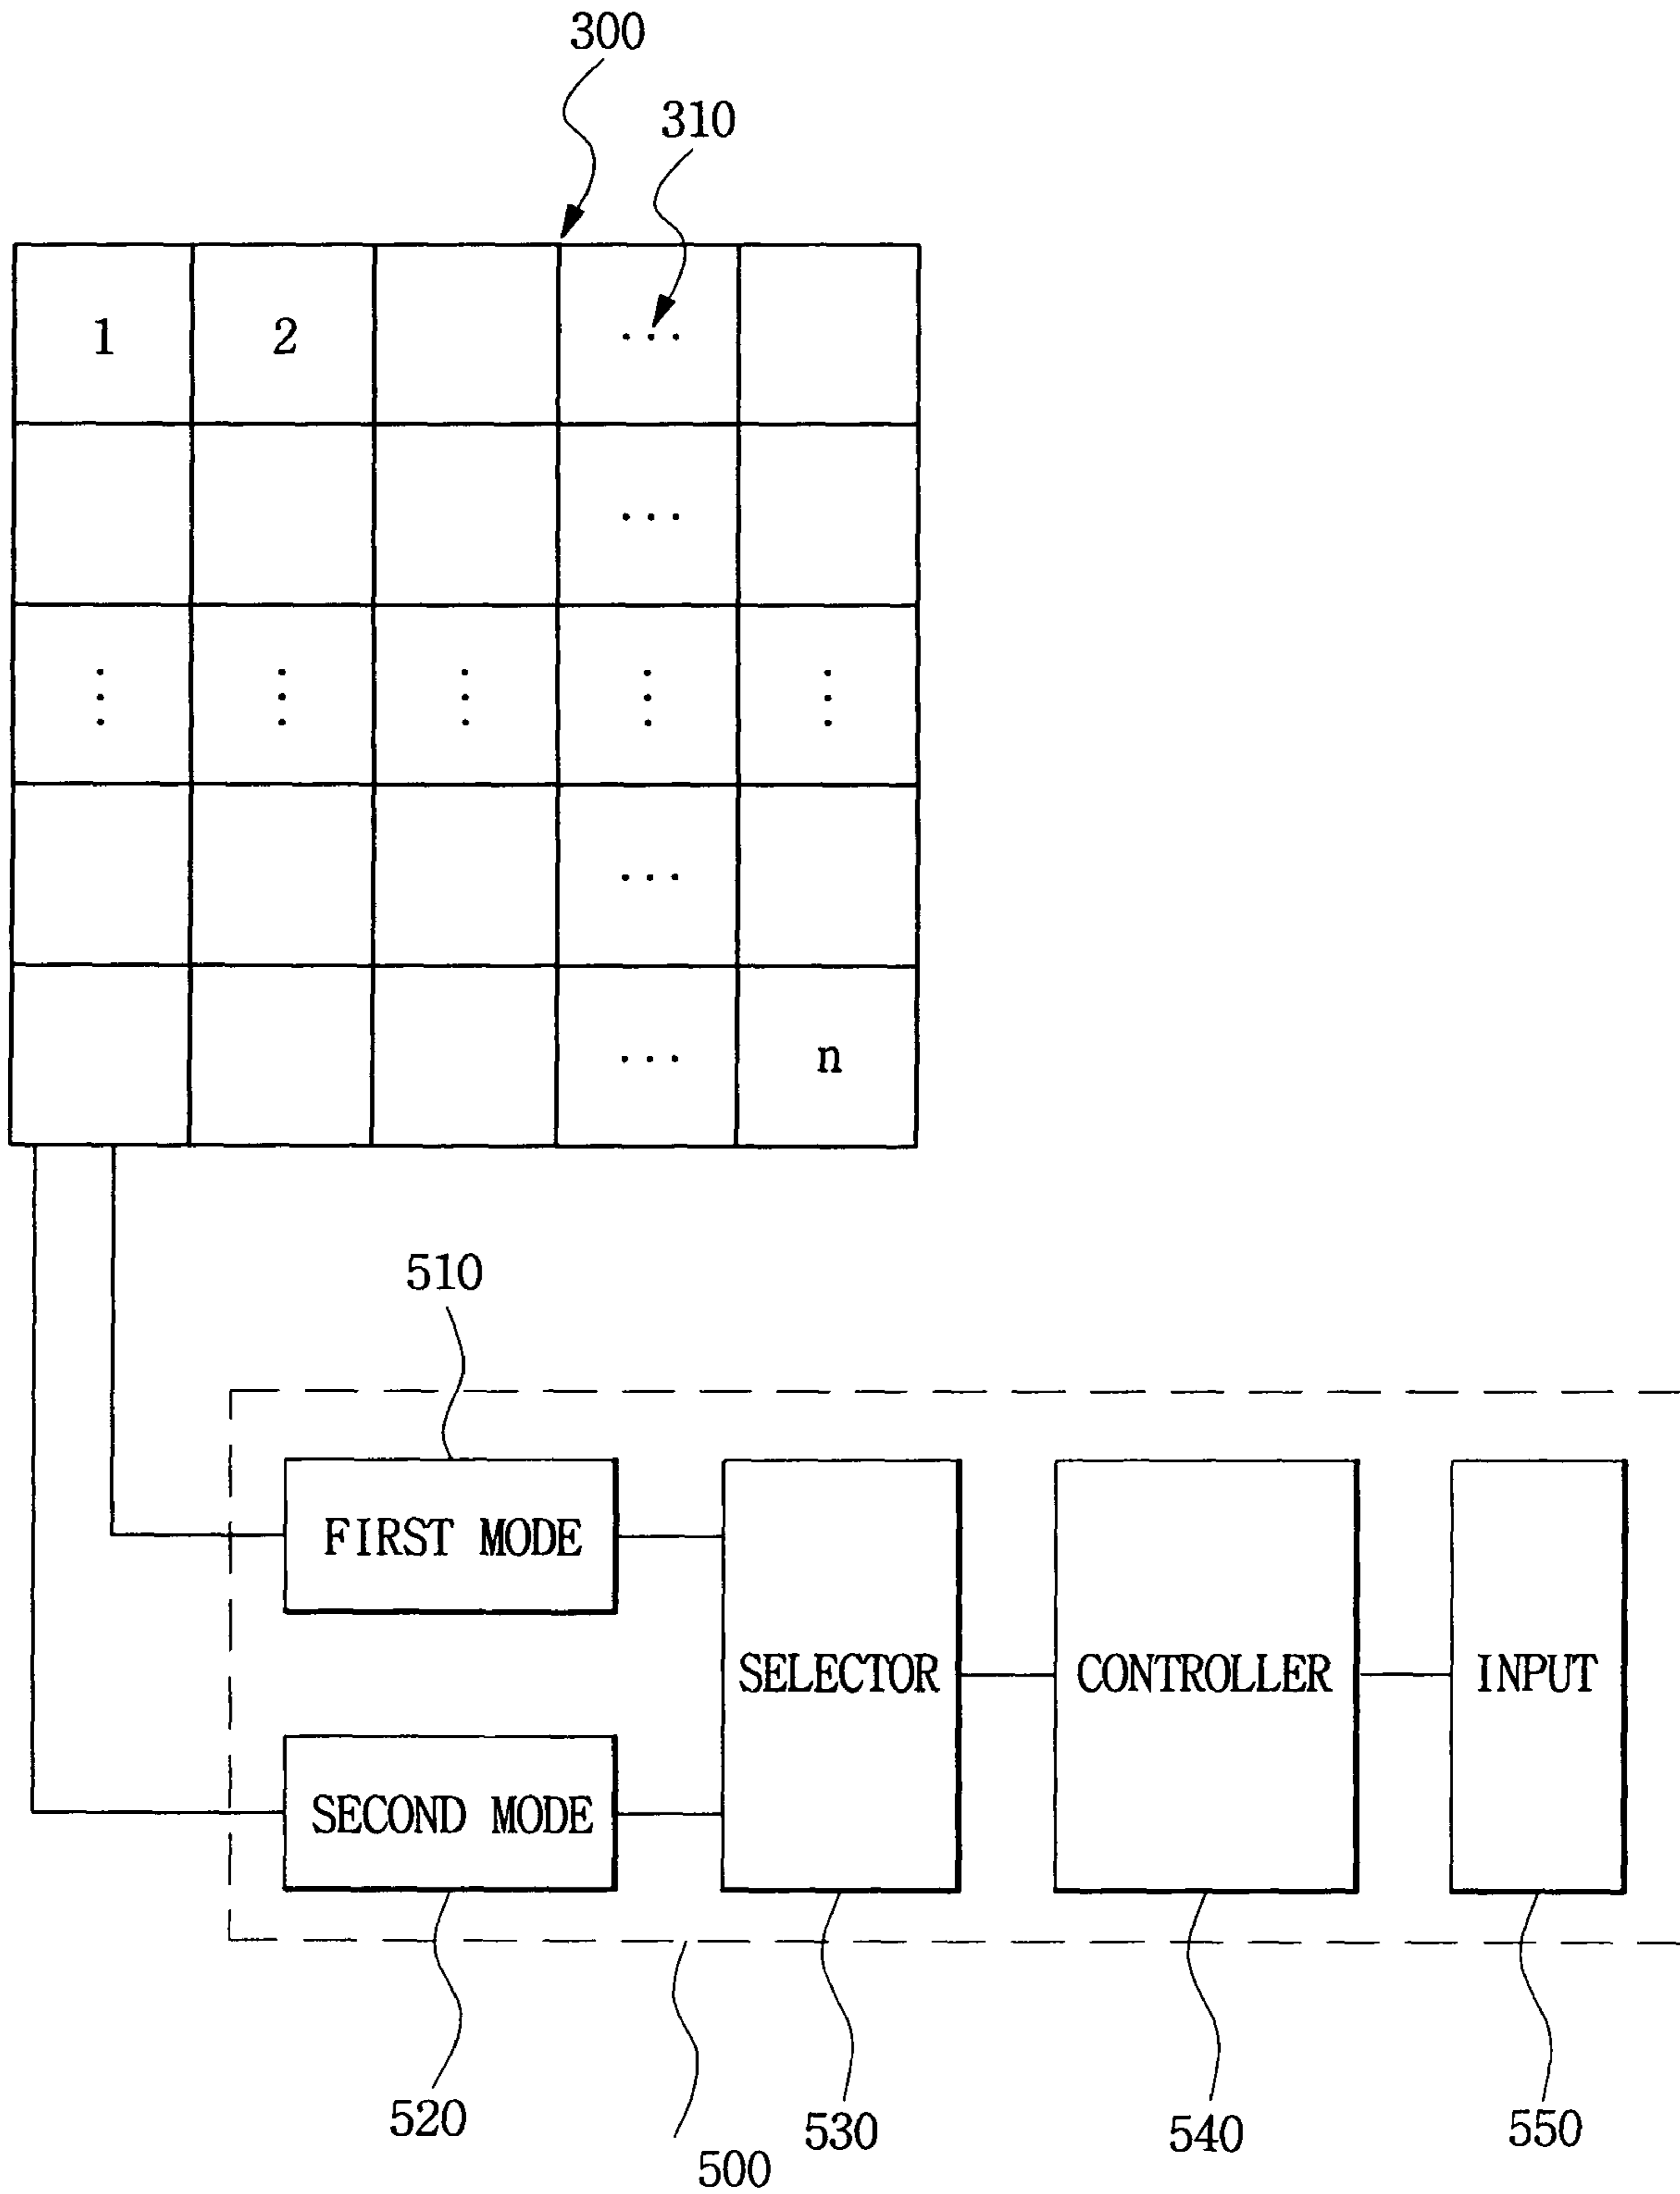 300
310
1 2 ...
...
⋮ ⋮ ⋮ ⋮ ⋮
...
... n
510
FIRST MODE
SELECTOR CONTROLLER INPUT
SECOND MODE
520 500 530 540 550